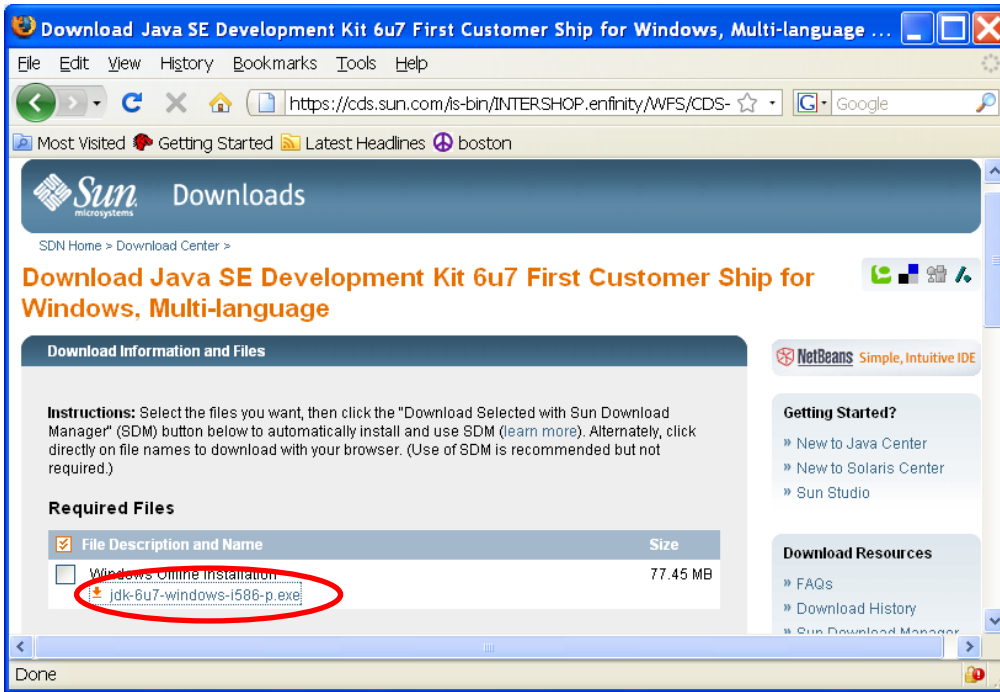 Download Java SE Development Kit 6u7 First Customer Ship for Windows, Multi-language ...
File Edit View History Bookmarks Tools Help
https://cds.sun.com/is-bin/INTERSHOP.enfinity/WFS/CDS-
G Google
Most Visited Getting Started Latest Headlines boston
Sun microsystems Downloads
SDN Home > Download Center >
Download Java SE Development Kit 6u7 First Customer Ship for
Windows, Multi-language
Download Information and Files
Instructions: Select the files you want, then click the "Download Selected with Sun Download
Manager" (SDM) button below to automatically install and use SDM (learn more). Alternately, click
directly on file names to download with your browser. (Use of SDM is recommended but not
required.)
Required Files
File Description and Name Size
Windows Offline Installation 77.45 MB
jdk-6u7-windows-i586-p.exe
NetBeans Simple, Intuitive IDE
Getting Started?
» New to Java Center
» New to Solaris Center
» Sun Studio
Download Resources
» FAQs
» Download History
» Sun Download Manager
Done